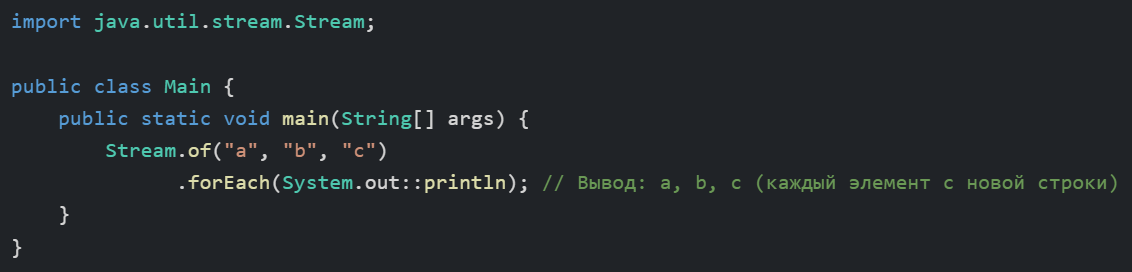 import java.util.stream.Stream;

public class Main {
    public static void main(String[] args) {
        Stream.of("a", "b", "c")
              .forEach(System.out::println); // Вывод: a, b, c (каждый элемент с новой строки)
    }
}